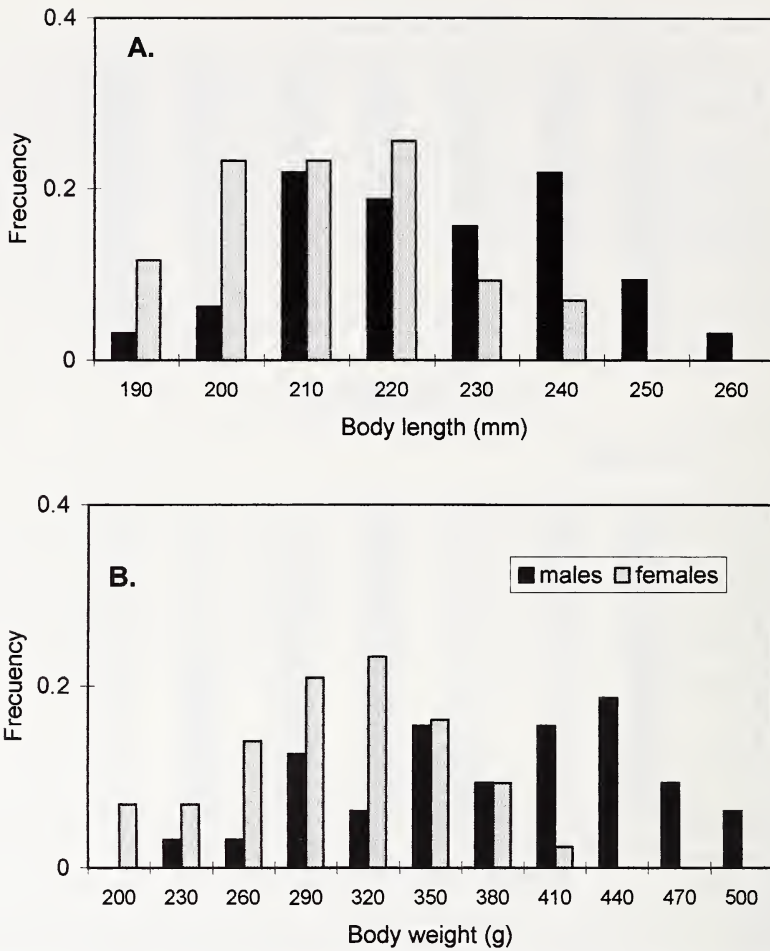 0.4
A.
Frecuency
0.2
0
190 200 210 220 230 240 250 260
Body length (mm)
0.4
B.
males females
Frecuency
0.2
0
200 230 260 290 320 350 380 410 440 470 500
Body weight (g)